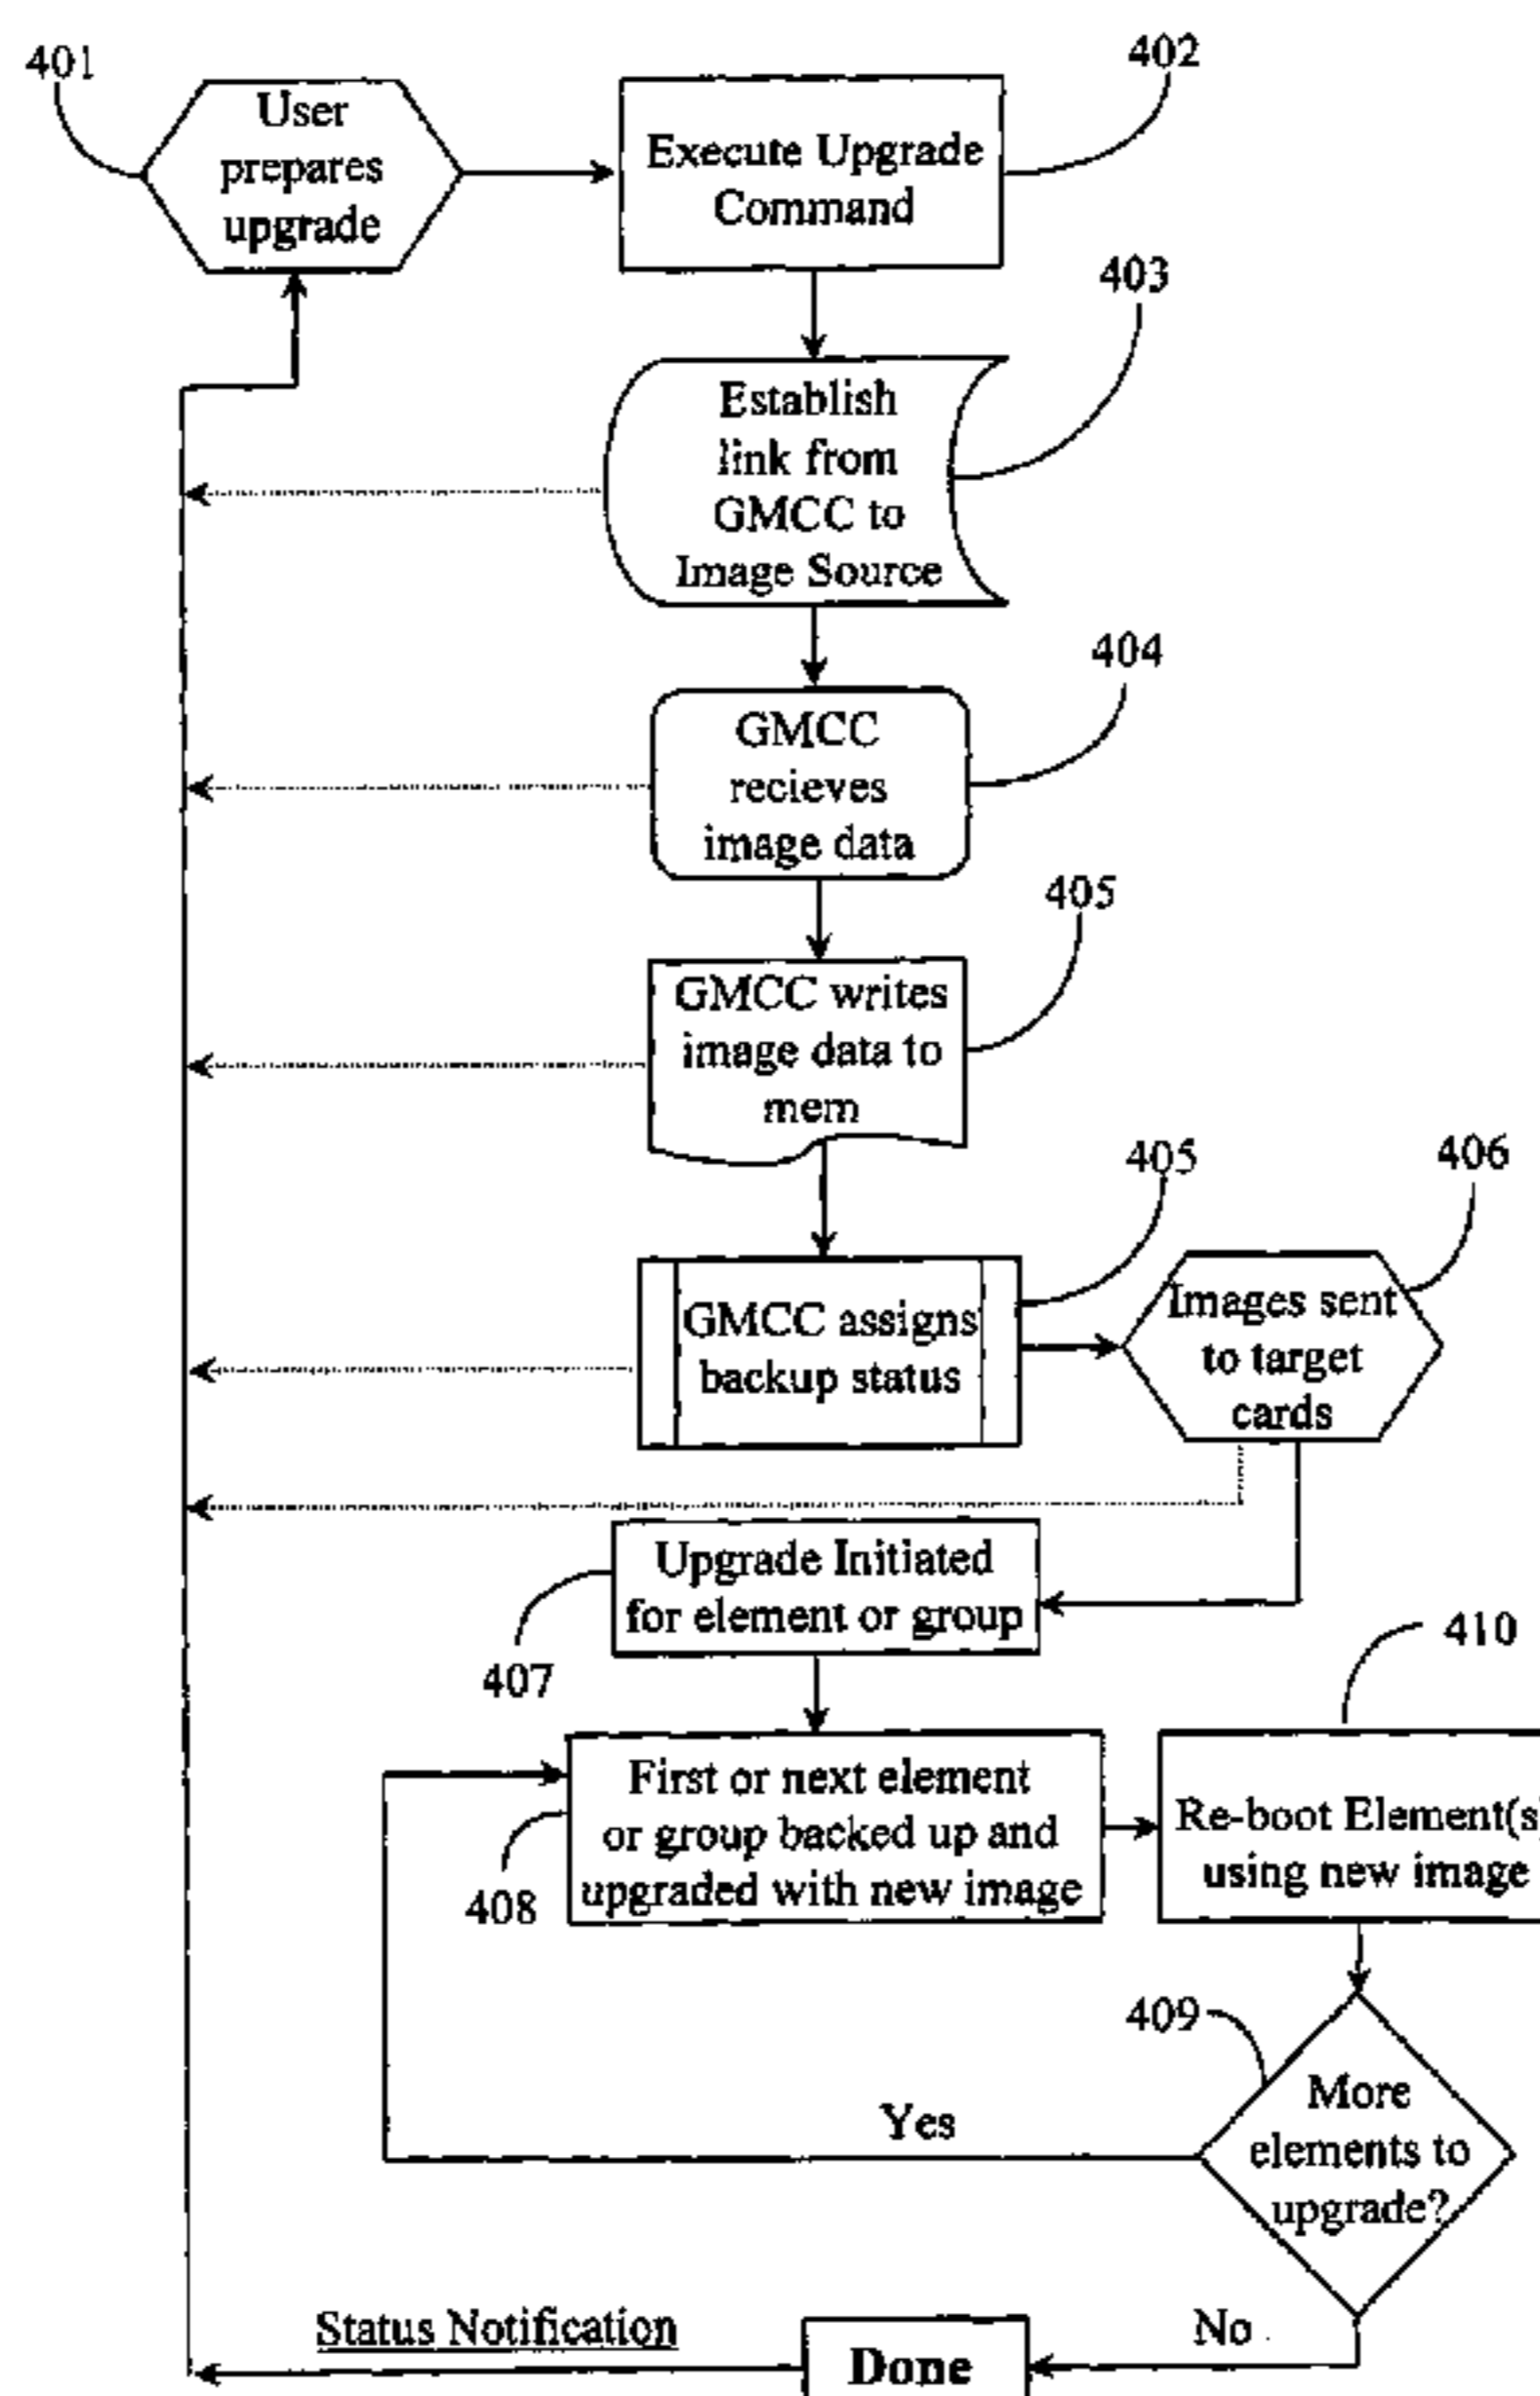 401
User
prepares
upgrade
402
Execute Upgrade
Command
403
Establish
link from
GMCC to
Image Source
404
GMCC
recieves
image data
405
GMCC writes
image data to
mem
405
GMCC assigns
backup status
406
Images sent
to target
cards
Upgrade Initiated
for element or group
407
410
First or next element
or group backed up and
upgraded with new image
408
Re-boot Element(s)
using new image
409
More
elements to
upgrade?
Yes
No
Status Notification
Done